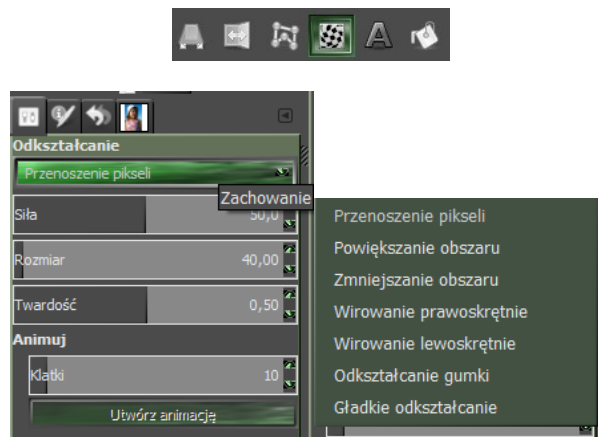 A
Odkształcanie
Przenoszenie pikseli
Zachowanie
Siła 50,0
Rozmiar 40,00
Twardość 0,50
Animuj
Klatki 10
Utwórz animację
Przenoszenie pikseli
Powiększanie obszaru
Zmniejszanie obszaru
Wirowanie prawoskrętnie
Wirowanie lewoskrętnie
Odkształcanie gumki
Gładkie odkształcanie